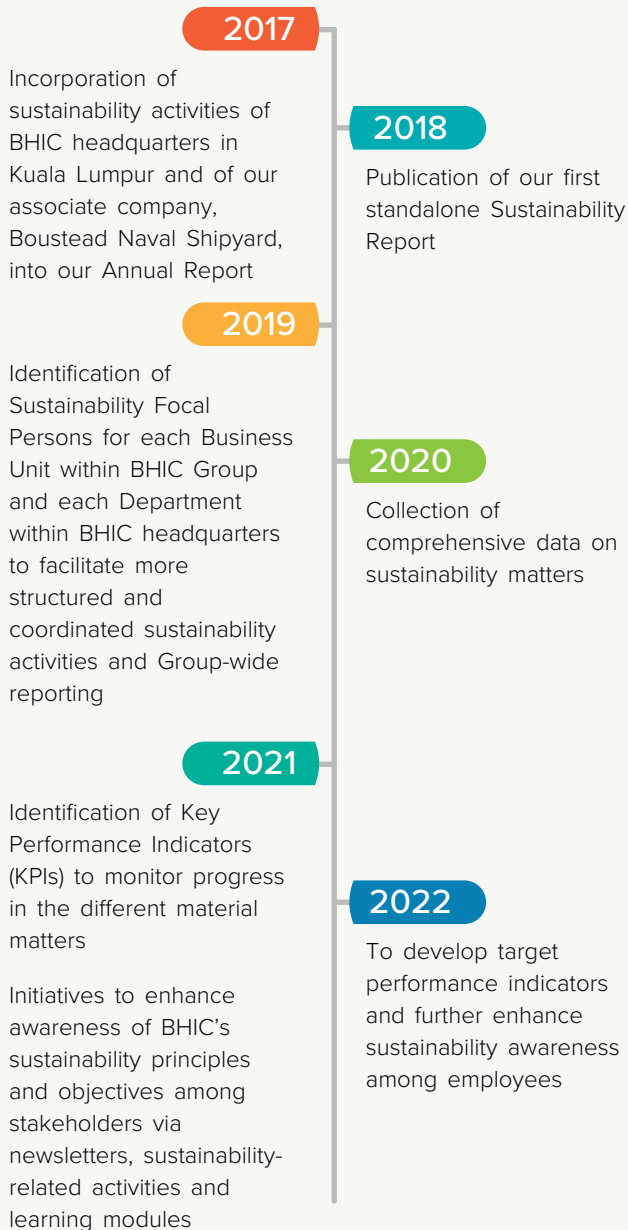 2017
Incorporation of
sustainability activities of
BHIC headquarters in
Kuala Lumpur and of our
associate company,
Boustead Naval Shipyard,
into our Annual Report
2018
Publication of our first
standalone Sustainability
Report
2019
Identification of
Sustainability Focal
Persons for each Business
Unit within BHIC Group
and each Department
within BHIC headquarters
to facilitate more
structured and
coordinated sustainability
activities and Group-wide
reporting
2020
Collection of
comprehensive data on
sustainability matters
2021
Identification of Key
Performance Indicators
(KPIs) to monitor progress
in the different material
matters
Initiatives to enhance
awareness of BHIC’s
sustainability principles
and objectives among
stakeholders via
newsletters, sustainability-
related activities and
learning modules
2022
To develop target
performance indicators
and further enhance
sustainability awareness
among employees